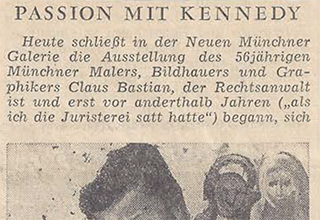 PASSION MIT KENNEDY
Heute schließt in der Neuen Münchner
Galerie die Ausstellung des 56jährigen
Münchner Malers, Bildhauers und Gra-
phikers Claus Bastian, der Rechtsanwalt
ist und erst vor anderthalb Jahren („als
ich die Juristerei satt hatte“) begann, sich